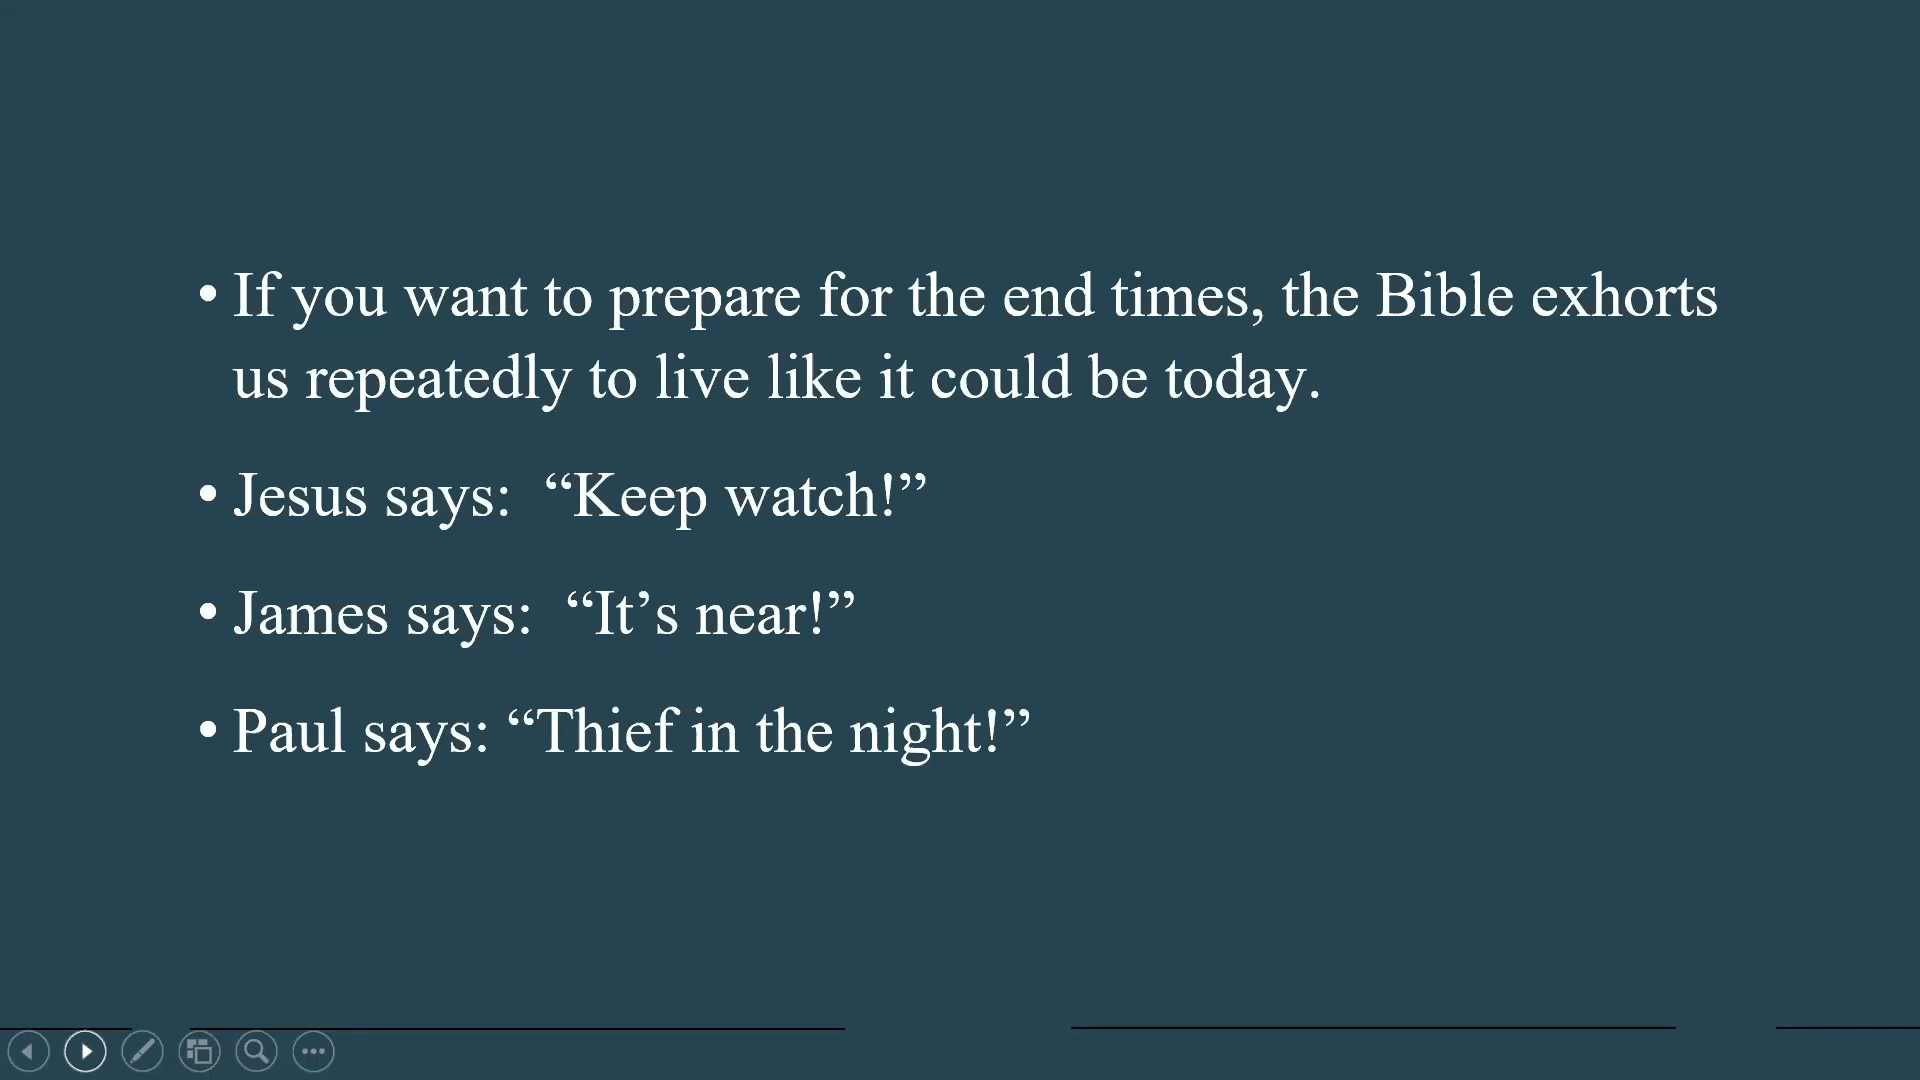 • If you want to prepare for the end times, the Bible exhorts
us repeatedly to live like it could be today.
• Jesus says:  “Keep watch!”
• James says:  “It’s near!”
• Paul says: “Thief in the night!”